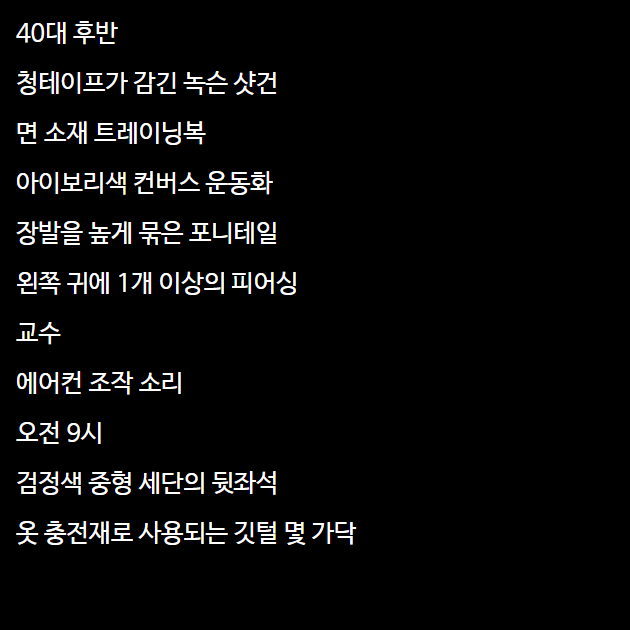 40대 후반
청테이프가 감긴 녹슨 샷건
면 소재 트레이닝복
아이보리색 컨버스 운동화
장발을 높게 묶은 포니테일
왼쪽 귀에 1개 이상의 피어싱
교수
에어컨 조작 소리
오전 9시
검정색 중형 세단의 뒷좌석
옷 충전재로 사용되는 깃털 몇 가닥